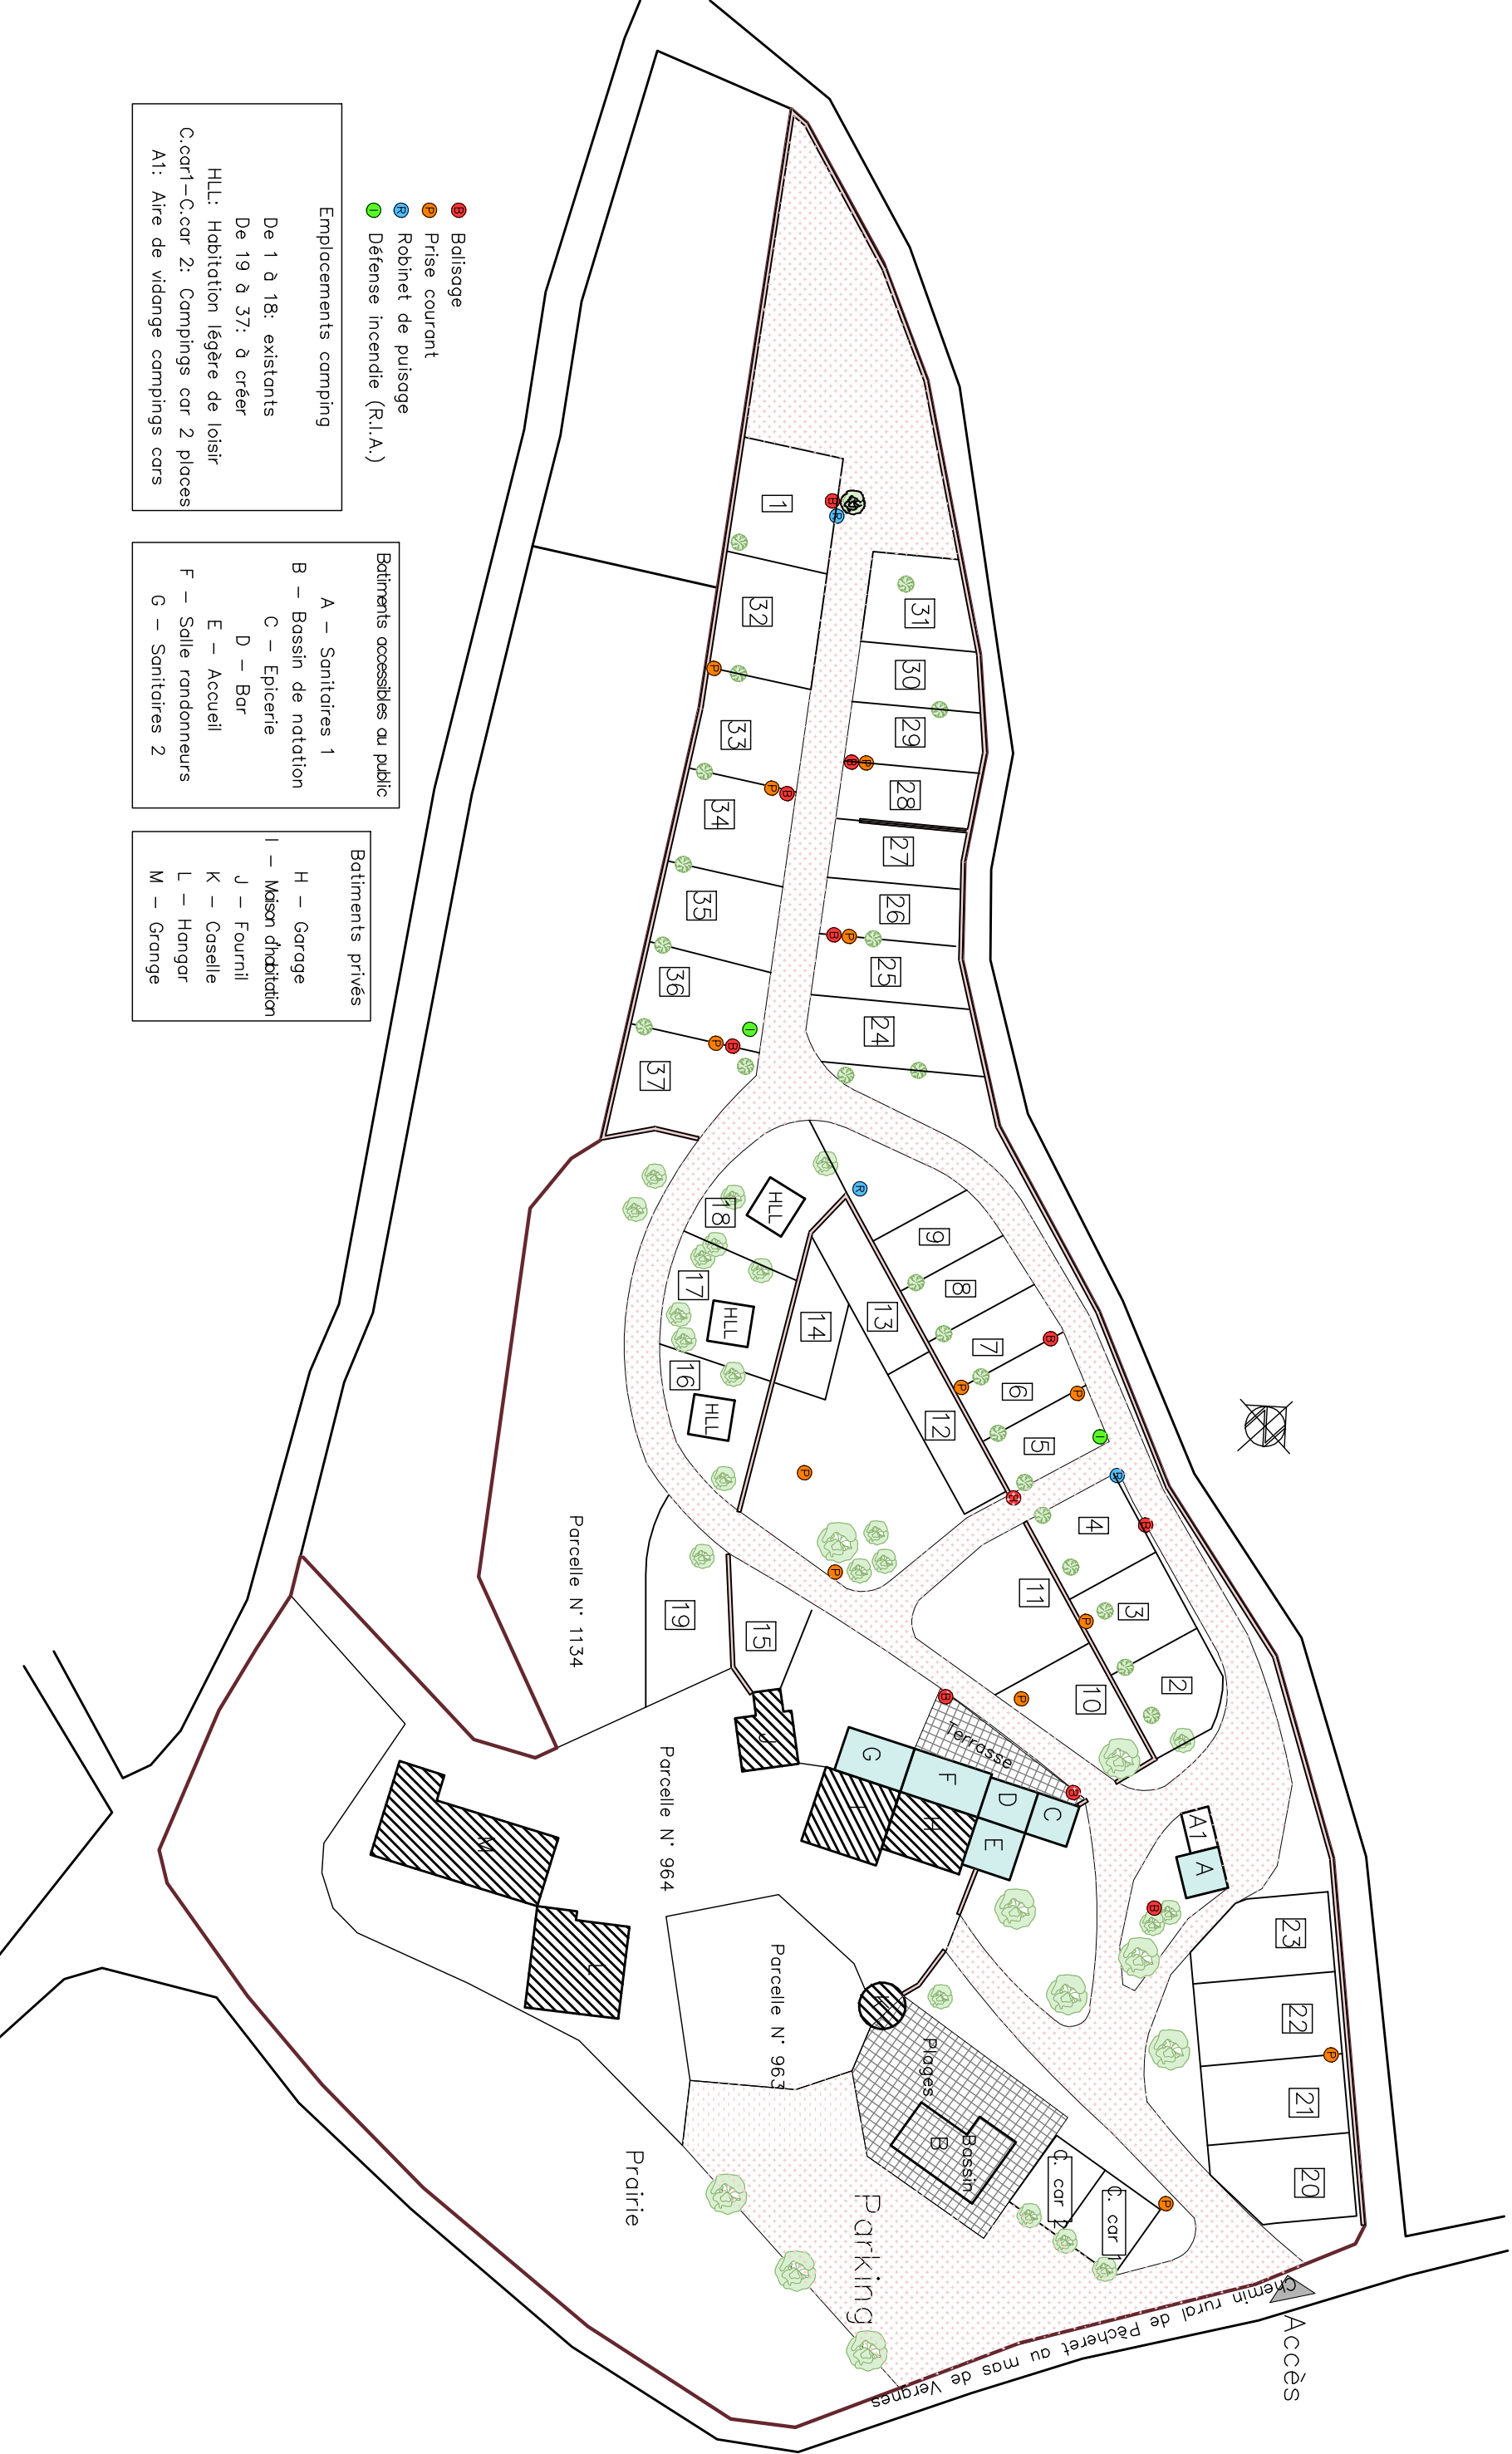 Balisage
Prise courant
Robinet de puisage
Défense incendie (R.I.A.)
Emplacements camping
De 1 à 18: existants
De 19 à 37: à créer
HLL: Habitation légère de loisir
C.car1-C.car 2: Campings car 2 places
A1: Aire de vidange campings cars
Batiments accessibles au public
A - Sanitaires 1
B - Bassin de natation
C - Epicerie
D - Bar
E - Accueil
F - Salle randonneurs
G - Sanitaires 2
Batiments privés
H - Garage
I - Maison d'habitation
J - Fournil
K - Caselle
L - Hangar
M - Grange
1
32
33
34
35
36
37
31
30
29
28
27
26
25
24
18
HLL
17
HLL
16
HLL
14
13
12
9
8
7
6
5
4
3
2
11
10
19
15
Parcelle N° 1134
Parcelle N° 964
Parcelle N° 963
Terrasse
G
F
D
C
E
H
I
J
K
L
M
A1
A
23
22
21
20
Plages
Bassin
B
C. car 2
C. car 1
Parking
Prairie
Accès
Chemin rural de Pècheret au mas de Vergnes